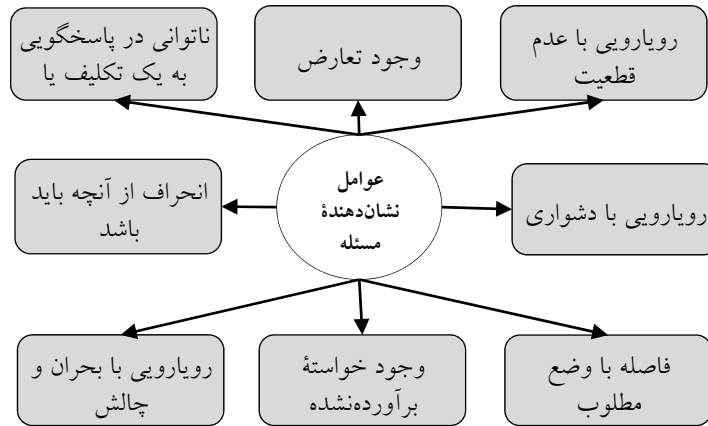 رویارویی با عدم
قطعیت
وجود تعارض
ناتوانی در پاسخگویی
به یک تکلیف یا
رویارویی با دشواری
عوامل
نشان‌دهندهٔ
مسئله
انحراف از آنچه باید
باشد
فاصله با وضع
مطلوب
وجود خواستهٔ
برآورده‌نشده
رویارویی با بحران و
چالش